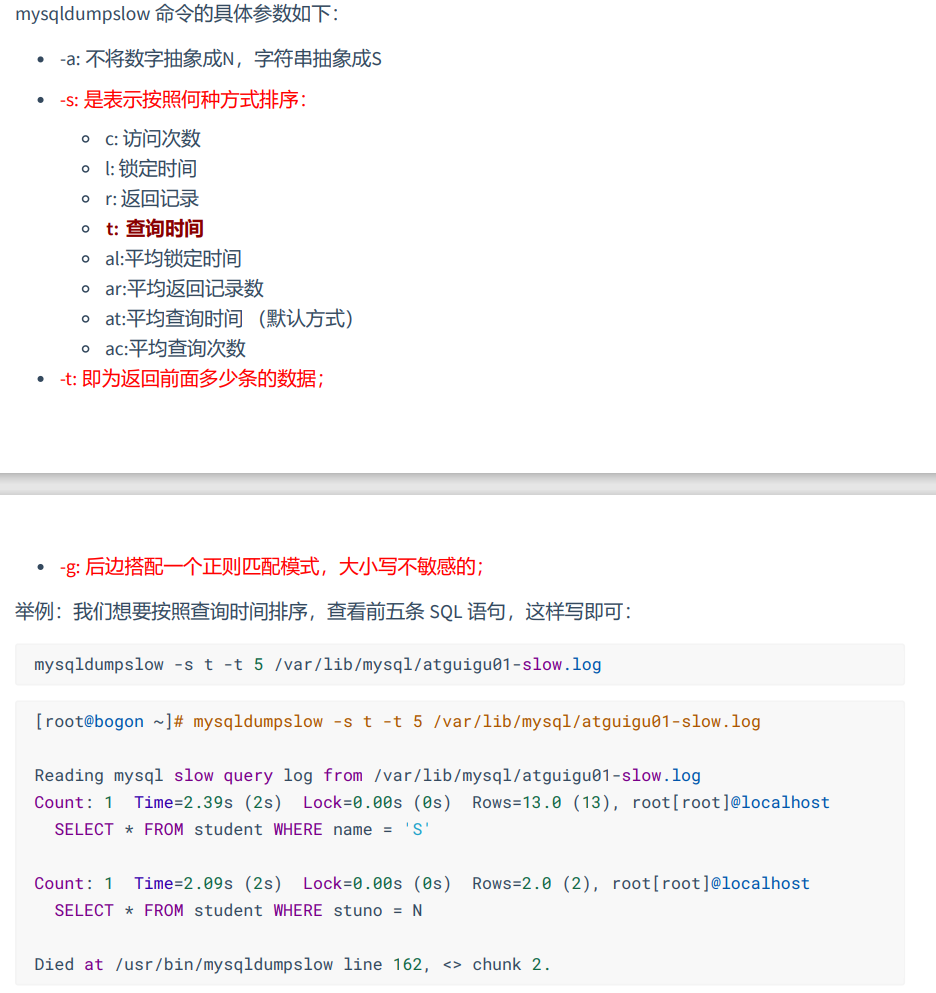 mysqldumpslow 命令的具体参数如下：
-a: 不将数字抽象成N，字符串抽象成S
-s: 是表示按照何种方式排序：
c: 访问次数
l: 锁定时间
r: 返回记录
t: 查询时间
al:平均锁定时间
ar:平均返回记录数
at:平均查询时间 （默认方式）
ac:平均查询次数
-t: 即为返回前面多少条的数据；
-g: 后边搭配一个正则匹配模式，大小写不敏感的；
举例：我们想要按照查询时间排序，查看前五条 SQL 语句，这样写即可：
mysqldumpslow -s t -t 5 /var/lib/mysql/atguigu01-slow.log
[root@bogon ~]# mysqldumpslow -s t -t 5 /var/lib/mysql/atguigu01-slow.log
Reading mysql slow query log from /var/lib/mysql/atguigu01-slow.log
Count: 1  Time=2.39s (2s)  Lock=0.00s (0s)  Rows=13.0 (13), root[root]@localhost
SELECT * FROM student WHERE name = 'S'
Count: 1  Time=2.09s (2s)  Lock=0.00s (0s)  Rows=2.0 (2), root[root]@localhost
SELECT * FROM student WHERE stuno = N
Died at /usr/bin/mysqldumpslow line 162, <> chunk 2.